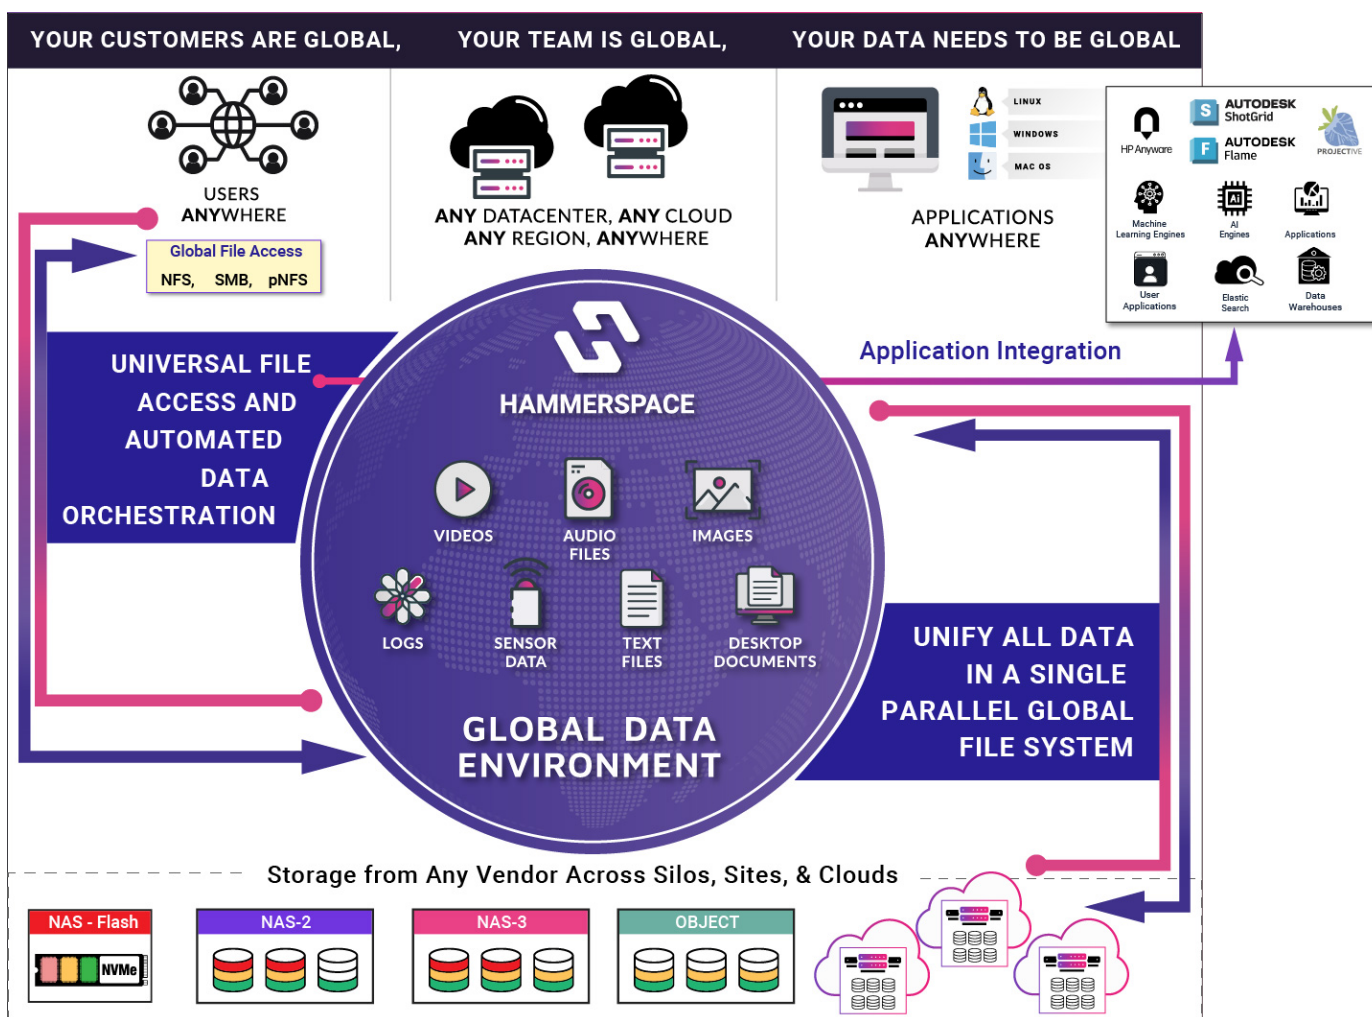 YOUR CUSTOMERS ARE GLOBAL,
YOUR TEAM IS GLOBAL,
YOUR DATA NEEDS TO BE GLOBAL
USERS
ANYWHERE
Global File Access
NFS, SMB, pNFS
ANY DATACENTER, ANY CLOUD
ANY REGION, ANYWHERE
LINUX
WINDOWS
MAC OS
APPLICATIONS
ANYWHERE
HP Anyware
S
AUTODESK
ShotGrid
F
AUTODESK
Flame
PROJECTIVE
Machine
Learning Engines
Ai
AI
Engines
Applications
User
Applications
Elastic
Search
Data
Warehouses
Application Integration
UNIVERSAL FILE
ACCESS AND
AUTOMATED
DATA
ORCHESTRATION
HAMMERSPACE
VIDEOS
AUDIO
FILES
IMAGES
LOGS
SENSOR
DATA
TEXT
FILES
DESKTOP
DOCUMENTS
GLOBAL DATA
ENVIRONMENT
UNIFY ALL DATA
IN A SINGLE
PARALLEL GLOBAL
FILE SYSTEM
Storage from Any Vendor Across Silos, Sites, & Clouds
NAS - Flash
NVMe
NAS-2
NAS-3
OBJECT